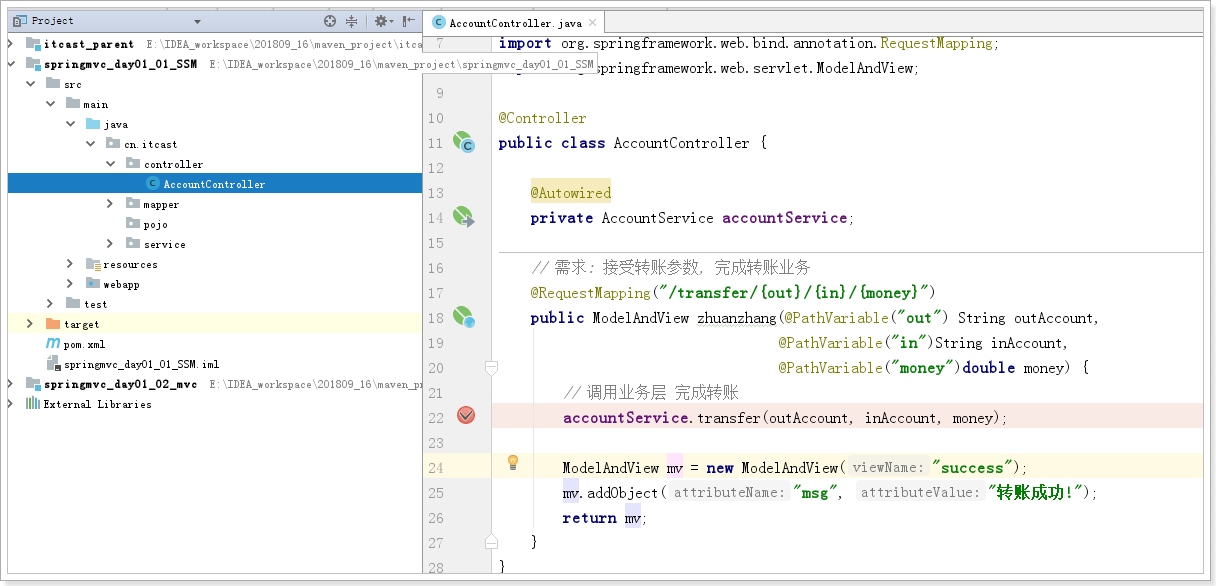 Project
AccountController.java
itcast_parent E:\IDEA_workspace\201809_16\maven_project\itca
springmvc_day01_01_SSM E:\IDEA_workspace\201809_16\maven_project\springmvc_day01_01_SSM
src
main
java
cn.itcast
controller
AccountController
mapper
pojo
service
resources
webapp
test
target
pom.xml
springmvc_day01_01_SSM.iml
springmvc_day01_02_mvc E:\IDEA_workspace\201809_16\maven_pr
External Libraries
7 import org.springframework.web.bind.annotation.RequestMapping;
springframework.web.servlet.ModelAndView;
9
10 @Controller
11 public class AccountController {
12
13 @Autowired
14 private AccountService accountService;
15
16 // 需求: 接受转账参数, 完成转账业务
17 @RequestMapping("/transfer/{out}/{in}/{money}")
18 public ModelAndView zhuanzhang(@PathVariable("out") String outAccount,
19 @PathVariable("in")String inAccount,
20 @PathVariable("money")double money) {
21 // 调用业务层 完成转账
22 accountService.transfer(outAccount, inAccount, money);
23
24 ModelAndView mv = new ModelAndView( viewName: "success");
25 mv.addObject( attributeName: "msg", attributeValue: "转账成功!");
26 return mv;
27 }
28 }